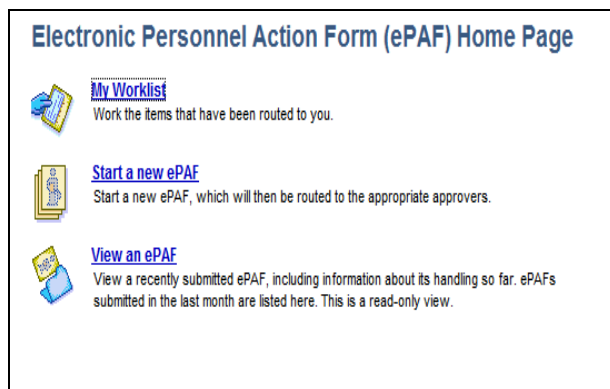 Electronic Personnel Action Form (ePAF) Home Page
My Worklist
Work the items that have been routed to you.
Start a new ePAF
Start a new ePAF, which will then be routed to the appropriate approvers.
View an ePAF
View a recently submitted ePAF, including information about its handling so far. ePAFs
submitted in the last month are listed here. This is a read-only view.